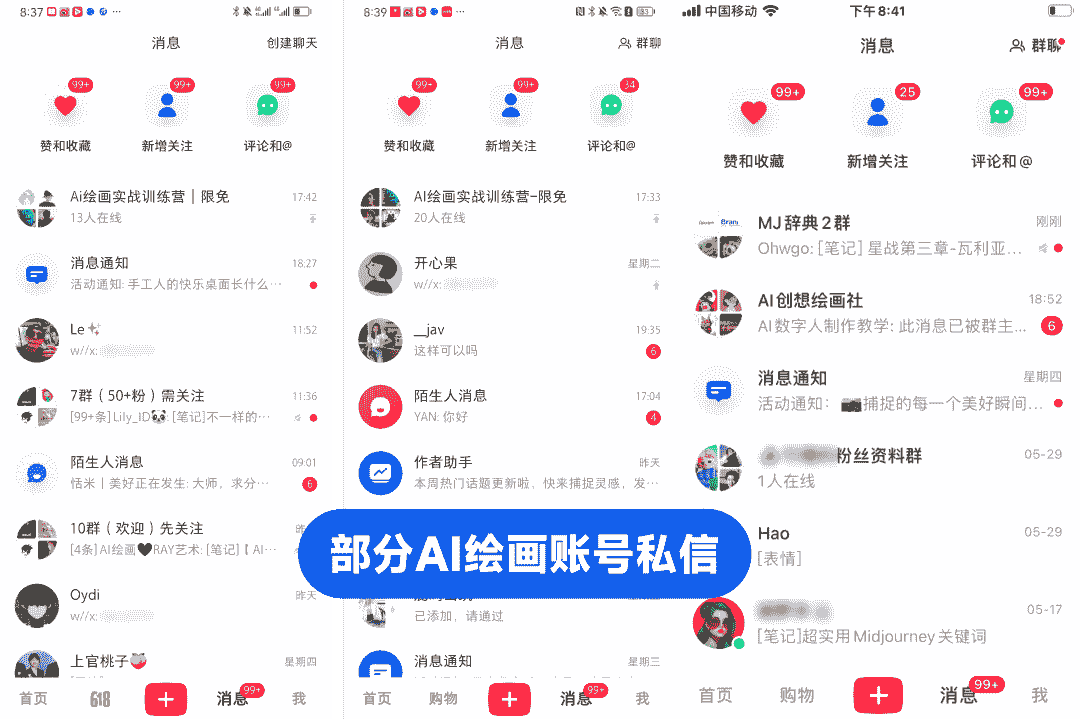 8:37
消息
创建聊天
99+
99+
99+
赞和收藏
新增关注
评论和@
Ai绘画实战训练营｜限免
17:42
13人在线
消息通知
18:27
活动通知: 手工人的快乐桌面长什么…
Le
11:52
w//x:
7群（50+粉）需关注
11:36
[99+条]Lily_ID🐼: [笔记]不一样的…
陌生人消息
09:01
恬米｜美好正在发生: 大师，求分…
6
10群（欢迎）先关注
昨
[4条]AI绘画🖤RAY艺术: [笔记]【 AI…
Oydi
昨天
w//x:
上官桃子🍑
星期四
首页
618
消息
99+
我
8:39
消息
群聊
99+
99+
34
赞和收藏
新增关注
评论和@
AI绘画实战训练营–限免
17:33
20人在线
开心果
星期二
w//x:
__jav
19:35
这样可以吗
6
陌生人消息
17:04
YAN: 你好
4
作者助手
昨天
本周热门话题更新啦，快来捕捉灵感，发…
已添加，请通过
消息通知
星期三
首页
购物
消息
99+
我
中国移动
下午8:41
消息
群聊
99+
25
99+
赞和收藏
新增关注
评论和@
MJ辞典2群
刚刚
Ohwgo: [笔记] 星战第三章-瓦利亚…
AI创想绘画社
18:52
AI数字人制作教学: 此消息已被群主…
6
消息通知
星期四
活动通知: 📷捕捉的每一个美好瞬间…
粉丝资料群
05-29
1人在线
Hao
05-29
[表情]
05-17
[笔记]超实用Midjourney关键词
首页
购物
消息
99+
我
部分AI绘画账号私信